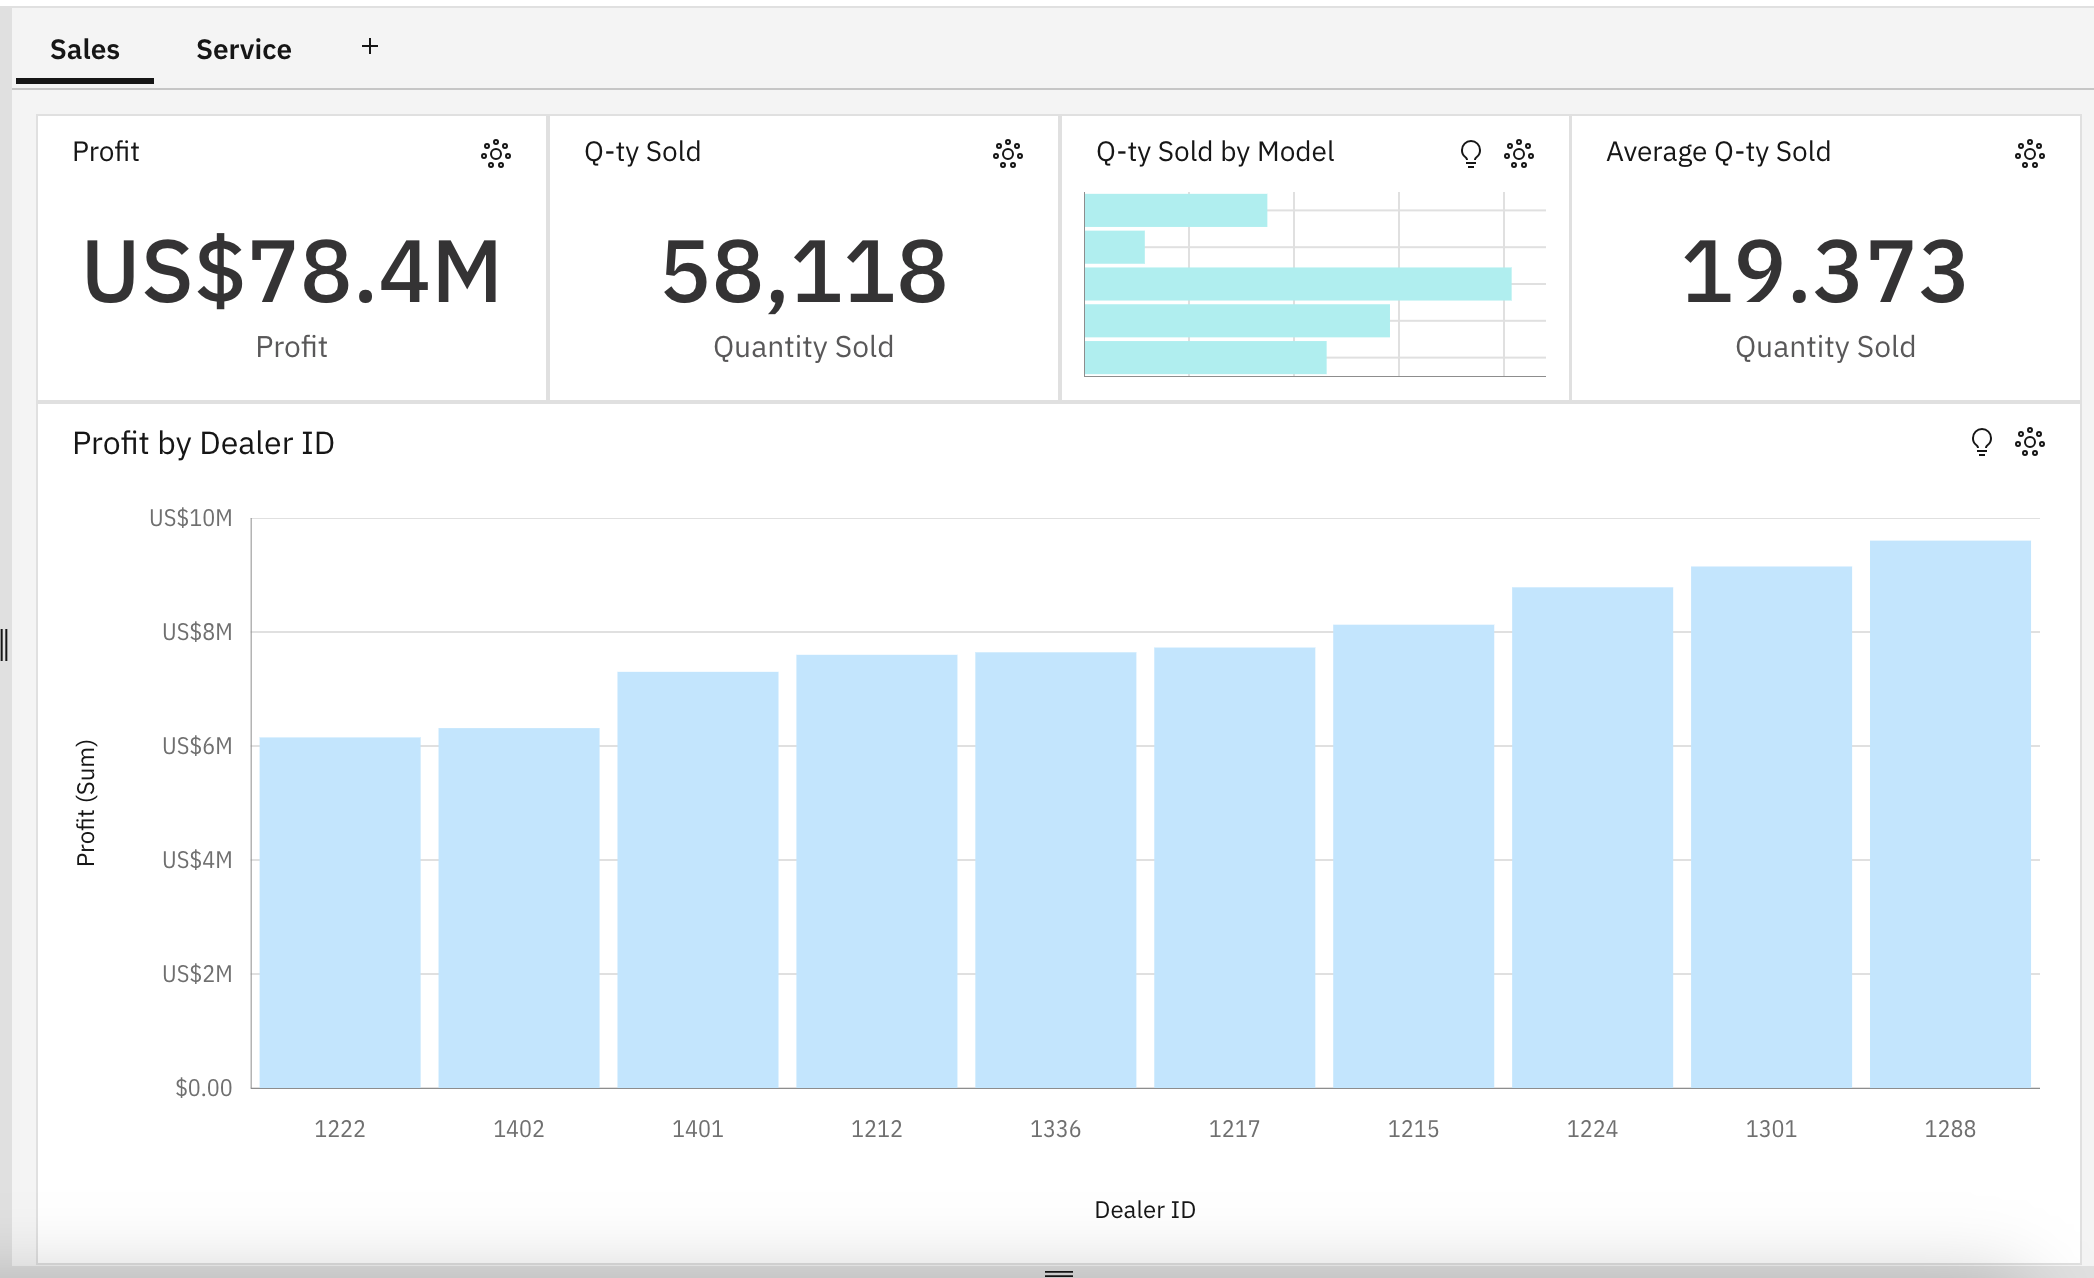 Sales Service +
Profit
US$78.4M
Profit
Q-ty Sold
58,118
Quantity Sold
Q-ty Sold by Model
Average Q-ty Sold
19.373
Quantity Sold
Profit by Dealer ID
US$10M
US$8M
US$6M
US$4M
US$2M
$0.00
Profit (Sum)
1222 1402 1401 1212 1336 1217 1215 1224 1301 1288
Dealer ID